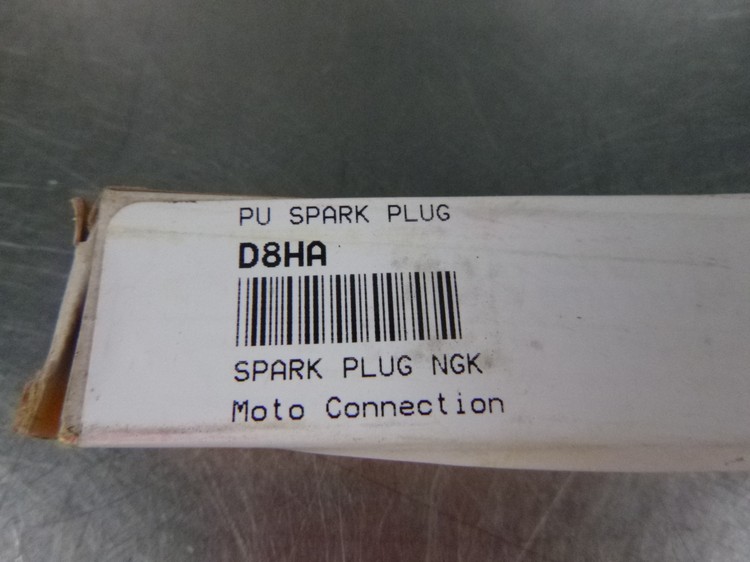 PU SPARK PLUG
D8HA
SPARK PLUG NGK
Moto Connection